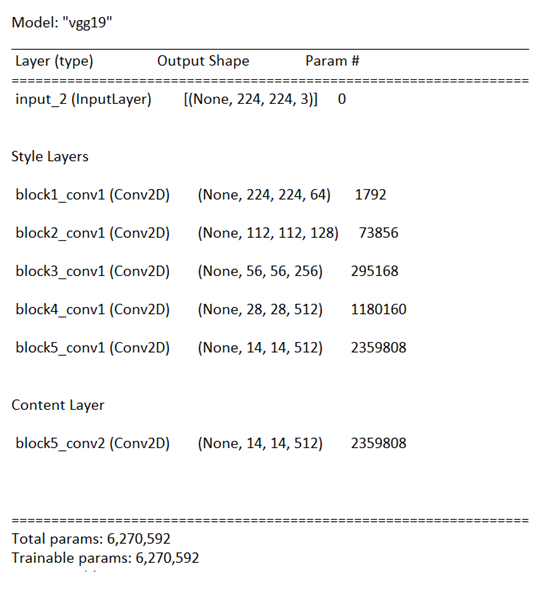 Model: "vgg19"
Layer (type) Output Shape Param #
=================================================================
input_2 (InputLayer) [(None, 224, 224, 3)] 0
Style Layers
block1_conv1 (Conv2D) (None, 224, 224, 64) 1792
block2_conv1 (Conv2D) (None, 112, 112, 128) 73856
block3_conv1 (Conv2D) (None, 56, 56, 256) 295168
block4_conv1 (Conv2D) (None, 28, 28, 512) 1180160
block5_conv1 (Conv2D) (None, 14, 14, 512) 2359808
Content Layer
block5_conv2 (Conv2D) (None, 14, 14, 512) 2359808
=================================================================
Total params: 6,270,592
Trainable params: 6,270,592